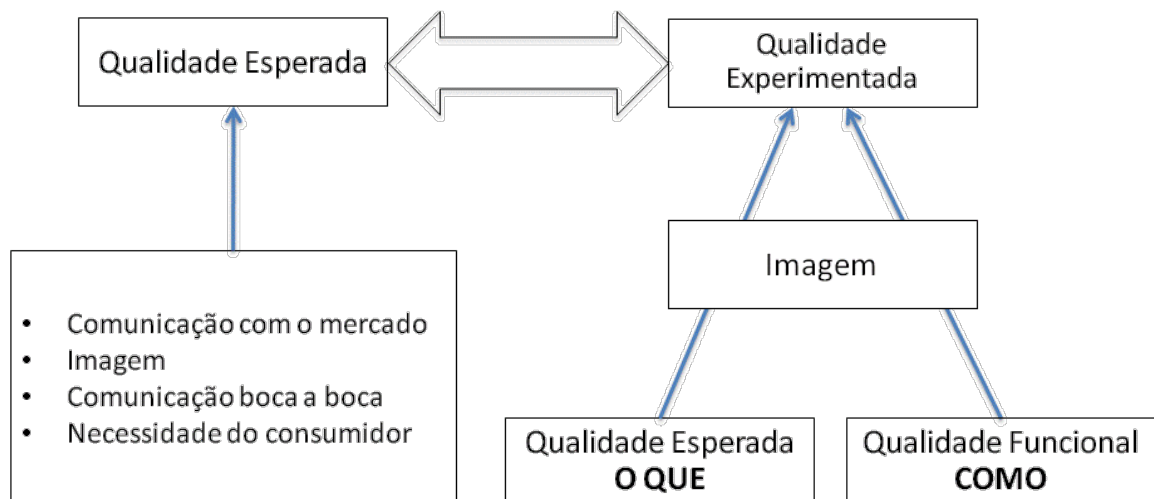 Qualidade Esperada
Qualidade
Experimentada
• Comunicação com o mercado
• Imagem
• Comunicação boca a boca
• Necessidade do consumidor
Imagem
Qualidade Esperada
O QUE
Qualidade Funcional
COMO